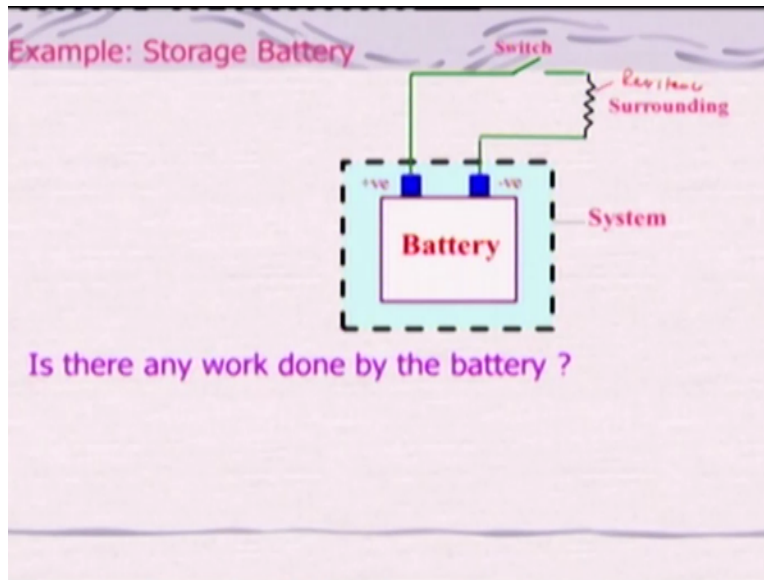 Example: Storage Battery
Switch
Surrounding
+ve
-ve
System
Battery
Is there any work done by the battery ?